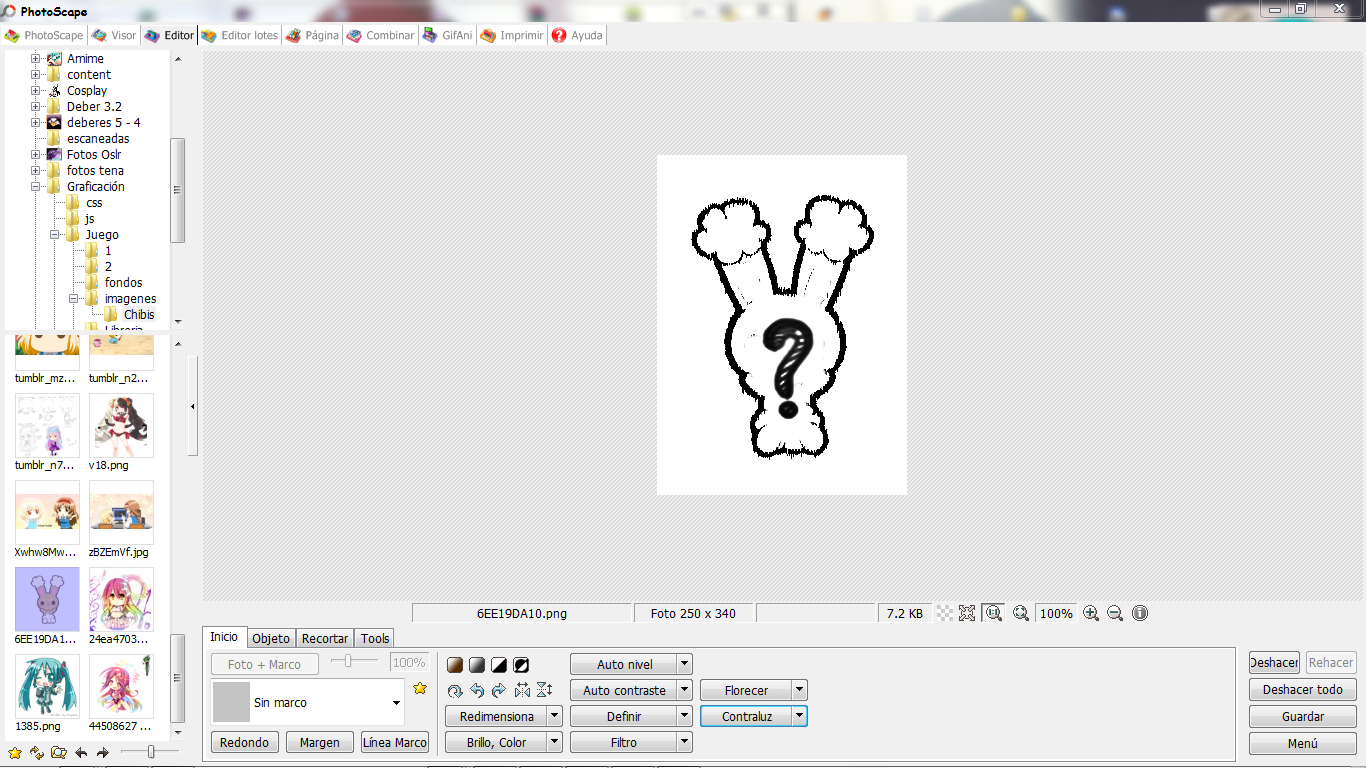 PhotoScape
PhotoScape Visor Editor Editor lotes Página Combinar GifAni Imprimir Ayuda
Amime
content
Cosplay
Deber 3.2
deberes 5 - 4
escaneadas
Fotos Oslr
fotos tena
Graficación
css
js
Juego
1
2
fondos
imagenes
Chibis
tumblr_mz... tumblr_n2...
tumblr_n7... v18.png
Xwhw8Mw... zBZEmVf.jpg
6EE19DA1... 24ea4703...
1385.png 44508627 ...
?
6EE19DA10.png Foto 250 x 340 7.2 KB 100%
Inicio Objeto Recortar Tools
Foto + Marco 100% Auto nivel Deshacer Rehacer
Sin marco Auto contraste Florecer Deshacer todo
Redimensiona Definir Contraluz Guardar
Redondo Margen Línea Marco Brillo, Color Filtro Menú